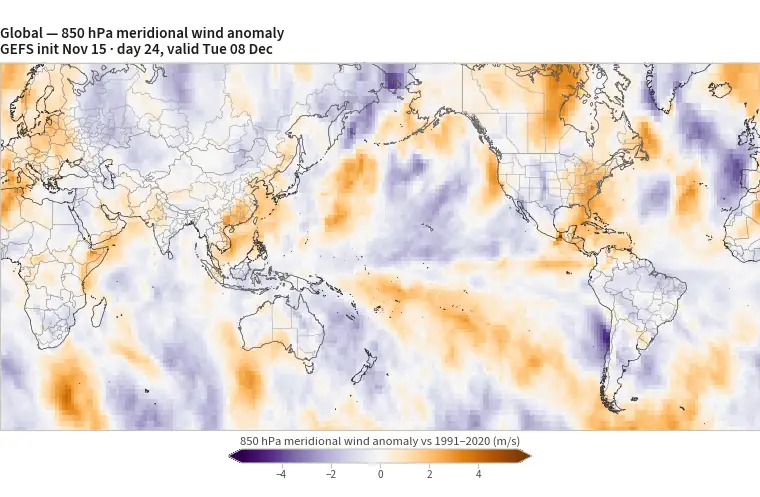 Global — 850 hPa meridional wind anomaly
GEFS init Nov 15 · day 24, valid Tue 08 Dec
850 hPa meridional wind anomaly vs 1991–2020 (m/s)
−4 −2 0 2 4